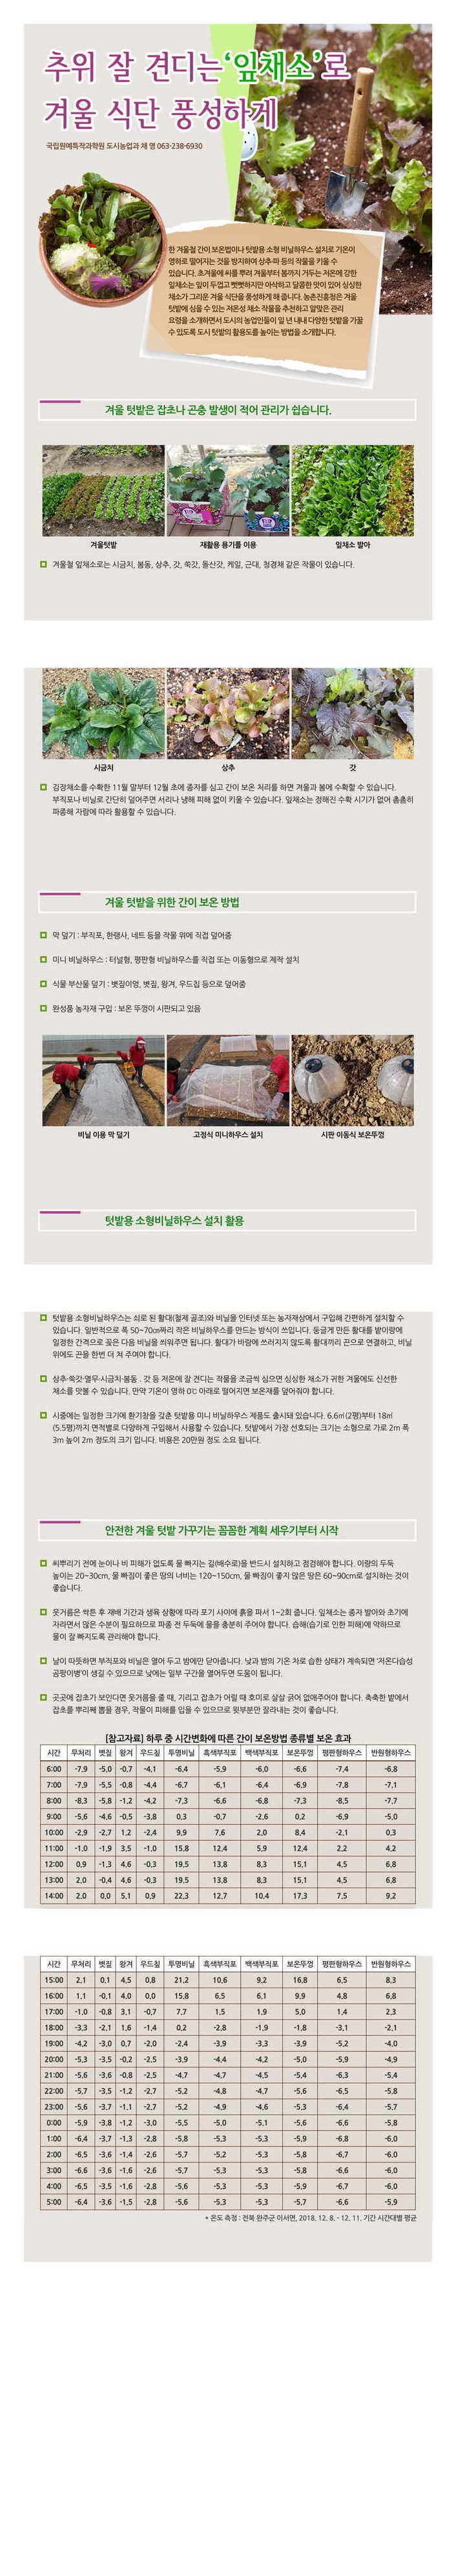 추위 잘 견디는 '잎채소'로
겨울 식단 풍성하게
국립원예특작과학원 도시농업과 채 영 063-238-6930
한 겨울철 간이 보온법이나 텃밭용 소형 비닐하우스 설치로 기온이
영하로 떨어지는 것을 방지하여 상추·파 등의 작물을 키울 수
있습니다. 초겨울에 씨를 뿌려 겨울부터 봄까지 거두는 저온에 강한
잎채소는 잎이 두껍고 뻣뻣하지만 아삭하고 달콤한 맛이 있어 싱싱한
채소가 그리운 겨울 식단을 풍성하게 해 줍니다. 농촌진흥청은 겨울
텃밭에 심을 수 있는 저온성 채소 작물을 추천하고 알맞은 관리
요령을 소개하면서 도시의 농업인들이 일 년 내내 다양한 텃밭을 가꿀
수 있도록 도시 텃밭의 활용도를 높이는 방법을 소개합니다.
겨울 텃밭은 잡초나 곤충 발생이 적어 관리가 쉽습니다.
겨울텃밭 재활용 용기를 이용 잎채소 발아
겨울철 잎채소로는 시금치, 봄동, 상추, 갓, 쑥갓, 돌산갓, 케일, 근대, 청경채 같은 작물이 있습니다.
시금치 상추 갓
김장채소를 수확한 11월 말부터 12월 초에 종자를 심고 간이 보온 처리를 하면 겨울과 봄에 수확할 수 있습니다.
부직포나 비닐로 간단히 덮어주면 서리나 냉해 피해 없이 키울 수 있습니다. 잎채소는 정해진 수확 시기가 없어 촘촘히
파종해 자람에 따라 활용할 수 있습니다.
겨울 텃밭을 위한 간이 보온 방법
막 덮기 : 부직포, 한랭사, 네트 등을 작물 위에 직접 덮어줌
미니 비닐하우스 : 터널형, 평판형 비닐하우스를 직접 또는 이동형으로 제작 설치
식물 부산물 덮기 : 볏짚이엉, 볏짚, 왕겨, 우드칩 등으로 덮어줌
완성품 농자재 구입 : 보온 뚜껑이 시판되고 있음
비닐 이용 막 덮기 고정식 미니하우스 설치 시판 이동식 보온뚜껑
텃밭용 소형비닐하우스 설치 활용
텃밭용 소형비닐하우스는 쇠로 된 활대(철제 골조)와 비닐을 인터넷 또는 농자재상에서 구입해 간편하게 설치할 수
있습니다. 일반적으로 폭 50~70㎝짜리 작은 비닐하우스를 만드는 방식이 쓰입니다. 둥글게 만든 활대를 밭이랑에
일정한 간격으로 꽂은 다음 비닐을 씌워주면 됩니다. 활대가 바람에 쓰러지지 않도록 활대끼리 끈으로 연결하고, 비닐
위에도 끈을 한번 더 쳐 주어야 합니다.
상추·쑥갓·열무·시금치·봄동 . 갓 등 저온에 잘 견디는 작물을 조금씩 심으면 싱싱한 채소가 귀한 겨울에도 신선한
채소를 맛볼 수 있습니다. 만약 기온이 영하 0℃ 아래로 떨어지면 보온재를 덮어줘야 합니다.
시중에는 일정한 크기에 환기창을 갖춘 텃밭용 미니 비닐하우스 제품도 출시돼 있습니다. 6.6㎡(2평)부터 18㎡
(5.5평)까지 면적별로 다양하게 구입해서 사용할 수 있습니다. 텃밭에서 가장 선호되는 크기는 소형으로 가로 2m 폭
3m 높이 2m 정도의 크기 입니다. 비용은 20만원 정도 소요 됩니다.
안전한 겨울 텃밭 가꾸기는 꼼꼼한 계획 세우기부터 시작
씨뿌리기 전에 눈이나 비 피해가 없도록 물 빠지는 길(배수로)을 반드시 설치하고 점검해야 합니다. 이랑의 두둑
높이는 20~30cm, 물 빠짐이 좋은 땅의 너비는 120~150cm, 물 빠짐이 좋지 않은 땅은 60~90cm로 설치하는 것이
좋습니다.
웃거름은 싹튼 후 재배 기간과 생육 상황에 따라 포기 사이에 흙을 파서 1~2회 줍니다. 잎채소는 종자 발아와 초기에
자라면서 많은 수분이 필요하므로 파종 전 두둑에 물을 충분히 주어야 합니다. 습해(습기로 인한 피해)에 약하므로
물이 잘 빠지도록 관리해야 합니다.
날이 따뜻하면 부직포와 비닐은 열어 두고 밤에만 닫아줍니다. 낮과 밤의 기온 차로 습한 상태가 계속되면 '저온다습성
곰팡이병'이 생길 수 있으므로 낮에는 일부 구간을 열어두면 도움이 됩니다.
곳곳에 잡초가 보인다면 웃거름을 줄 때, 기리고 잡초가 어릴 때 호미로 살살 긁어 없애주어야 합니다. 축축한 밭에서
잡초를 뿌리째 뽑을 경우, 작물이 피해를 입을 수 있으므로 윗부분만 잘라내는 것이 좋습니다.
[참고자료] 하루 중 시간변화에 따른 간이 보온방법 종류별 보온 효과
시간 무처리 볏짚 왕겨 우드칩 투명비닐 흑색부직포 백색부직포 보온뚜껑 평판형하우스 반원형하우스
6:00 -7.9 -5.0 -0.7 -4.1 -6.4 -5.9 -6.0 -6.6 -7.4 -6.8
7:00 -7.9 -5.5 -0.8 -4.4 -6.7 -6.1 -6.4 -6.9 -7.8 -7.1
8:00 -8.3 -5.8 -1.2 -4.2 -7.3 -6.6 -6.8 -7.3 -8.5 -7.7
9:00 -5.6 -4.6 -0.5 -3.8 0.3 -0.7 -2.6 0.2 -6.9 -5.0
10:00 -2.9 -2.7 1.2 -2.4 9.9 7.6 2.0 8.4 -2.1 0.3
11:00 -1.0 -1.9 3.5 -1.0 15.8 12.4 5.9 12.4 2.2 4.2
12:00 0.9 -1.3 4.6 -0.3 19.5 13.8 8.3 15.1 4.5 6.8
13:00 2.0 -0.4 4.6 -0.3 19.5 13.8 8.3 15.1 4.5 6.8
14:00 2.0 0.0 5.1 0.9 22.3 12.7 10.4 17.3 7.5 9.2
시간 무처리 볏짚 왕겨 우드칩 투명비닐 흑색부직포 백색부직포 보온뚜껑 평판형하우스 반원형하우스
15:00 2.1 0.1 4.5 0.8 21.2 10.6 9.2 16.8 6.5 8.3
16:00 1.1 -0.1 4.0 0.0 15.8 6.5 6.1 9.9 4.8 6.8
17:00 -1.0 -0.8 3.1 -0.7 7.7 1.5 1.9 5.0 1.4 2.3
18:00 -3.3 -2.1 1.6 -1.4 0.2 -2.8 -1.9 -1.8 -3.1 -2.1
19:00 -4.2 -3.0 0.7 -2.0 -2.4 -3.9 -3.3 -3.9 -5.2 -4.0
20:00 -5.3 -3.5 -0.2 -2.5 -3.9 -4.4 -4.2 -5.0 -5.9 -4.9
21:00 -5.6 -3.6 -0.8 -2.5 -4.7 -4.7 -4.5 -5.4 -6.3 -5.4
22:00 -5.7 -3.5 -1.2 -2.7 -5.2 -4.8 -4.7 -5.6 -6.5 -5.8
23:00 -5.6 -3.7 -1.1 -2.7 -5.2 -4.9 -4.6 -5.3 -6.4 -5.7
0:00 -5.9 -3.8 -1.2 -3.0 -5.5 -5.0 -5.1 -5.6 -6.6 -5.8
1:00 -6.4 -3.7 -1.3 -2.8 -5.8 -5.3 -5.3 -5.9 -6.8 -6.0
2:00 -6.5 -3.6 -1.4 -2.6 -5.7 -5.2 -5.3 -5.8 -6.7 -6.0
3:00 -6.6 -3.6 -1.6 -2.6 -5.7 -5.3 -5.3 -5.8 -6.6 -6.0
4:00 -6.5 -3.5 -1.6 -2.8 -5.6 -5.3 -5.3 -5.9 -6.7 -6.0
5:00 -6.4 -3.6 -1.5 -2.8 -5.6 -5.3 -5.3 -5.7 -6.6 -5.9
* 온도 측정 : 전북 완주군 이서면, 2018. 12. 8. - 12. 11. 기간 시간대별 평균